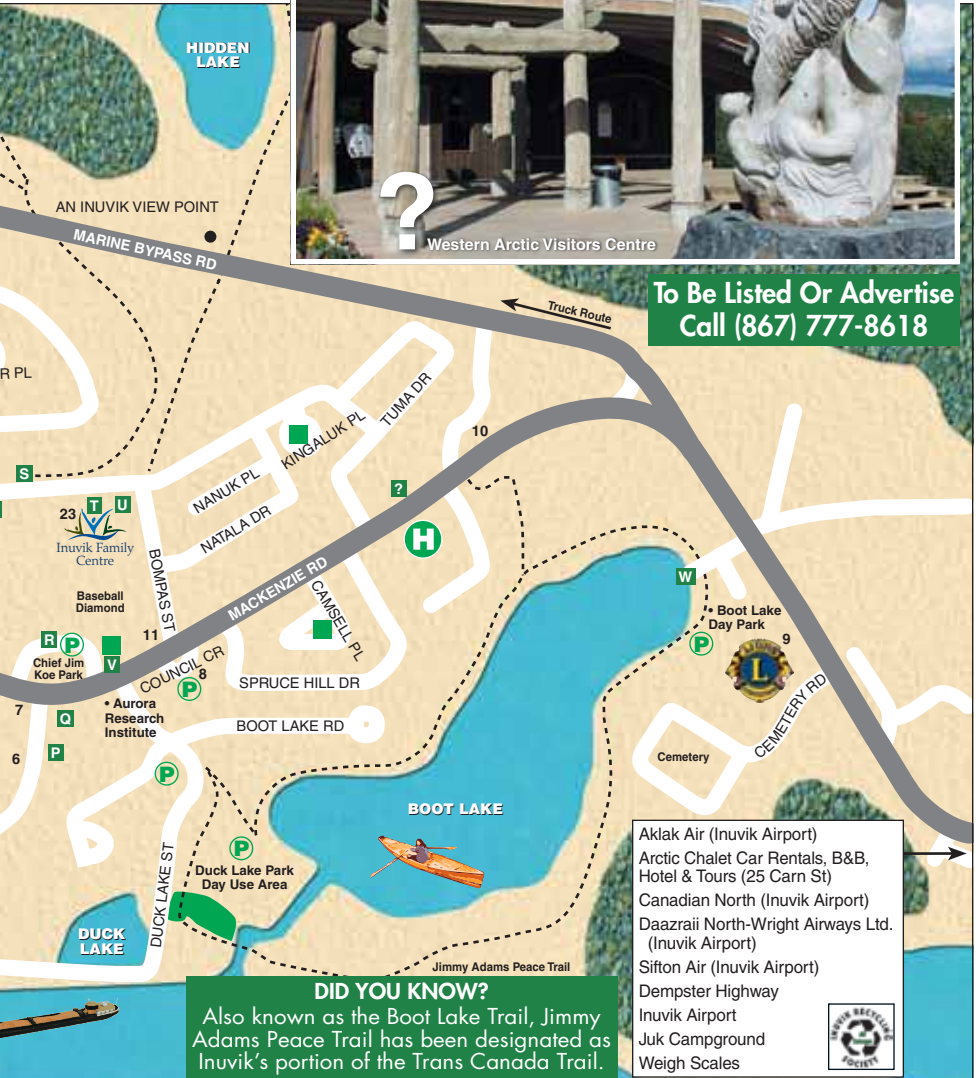 HIDDEN
LAKE
?
Western Arctic Visitors Centre
AN INUVIK VIEW POINT
MARINE BYPASS RD
Truck Route
To Be Listed Or Advertise
Call (867) 777-8618
R PL
TUMA DR
KINGALUK PL
NANUK PL
NATALA DR
10
S
?
H
23
T
U
Inuvik Family
Centre
BOMPAS ST
MACKENZIE RD
CAMSELL PL
W
Baseball
Diamond
• Boot Lake
Day Park
P
9
LIONS
L
11
R
P
V
Chief Jim
Koe Park
COUNCIL CR
8
P
SPRUCE HILL DR
7
Q
• Aurora
Research
Institute
BOOT LAKE RD
CEMETERY RD
6
P
Cemetery
P
BOOT LAKE
P
Duck Lake Park
Day Use Area
DUCK LAKE ST
DUCK
LAKE
Jimmy Adams Peace Trail
DID YOU KNOW?
Also known as the Boot Lake Trail, Jimmy
Adams Peace Trail has been designated as
Inuvik's portion of the Trans Canada Trail.
Aklak Air (Inuvik Airport)
Arctic Chalet Car Rentals, B&B,
Hotel & Tours (25 Carn St)
Canadian North (Inuvik Airport)
Daazraii North-Wright Airways Ltd.
(Inuvik Airport)
Sifton Air (Inuvik Airport)
Dempster Highway
Inuvik Airport
Juk Campground
Weigh Scales
INUVIK RECYCLING
SOCIETY